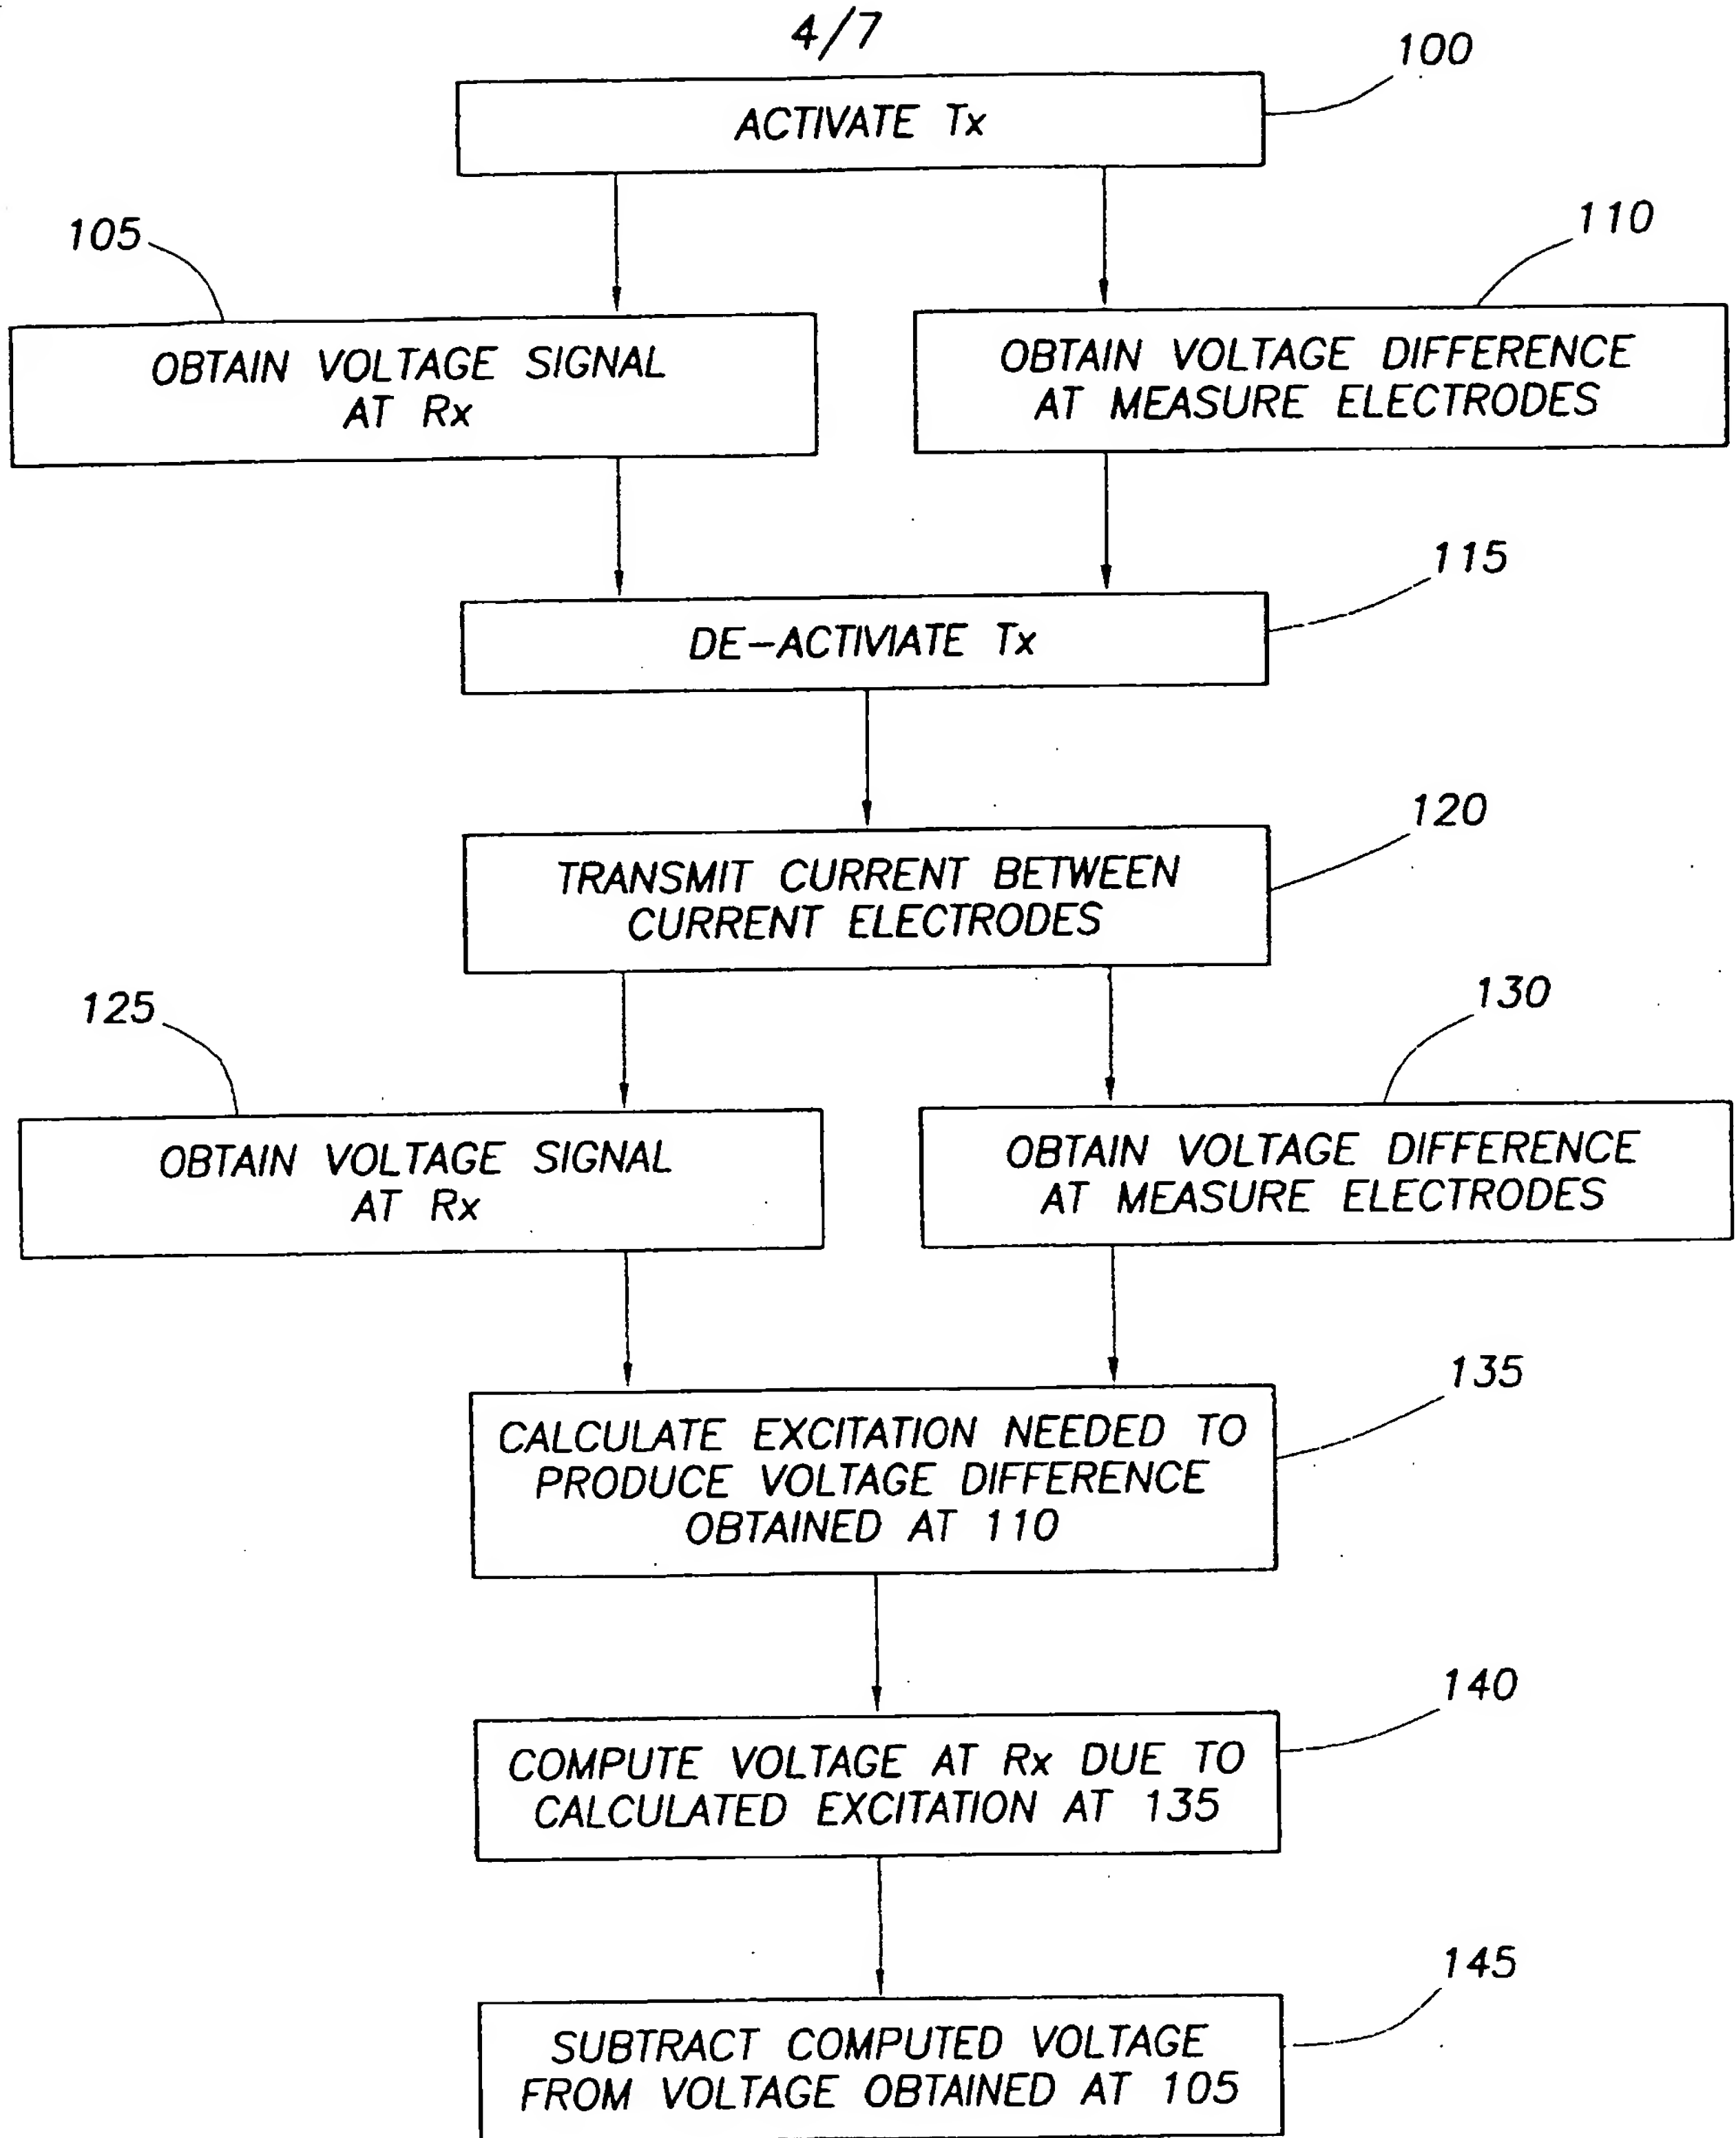 4/7
100
ACTIVATE Tx
105
110
OBTAIN VOLTAGE SIGNAL
AT Rx
OBTAIN VOLTAGE DIFFERENCE
AT MEASURE ELECTRODES
115
DE-ACTIVIATE Tx
120
TRANSMIT CURRENT BETWEEN
CURRENT ELECTRODES
125
130
OBTAIN VOLTAGE SIGNAL
AT Rx
OBTAIN VOLTAGE DIFFERENCE
AT MEASURE ELECTRODES
135
CALCULATE EXCITATION NEEDED TO
PRODUCE VOLTAGE DIFFERENCE
OBTAINED AT 110
140
COMPUTE VOLTAGE AT Rx DUE TO
CALCULATED EXCITATION AT 135
145
SUBTRACT COMPUTED VOLTAGE
FROM VOLTAGE OBTAINED AT 105